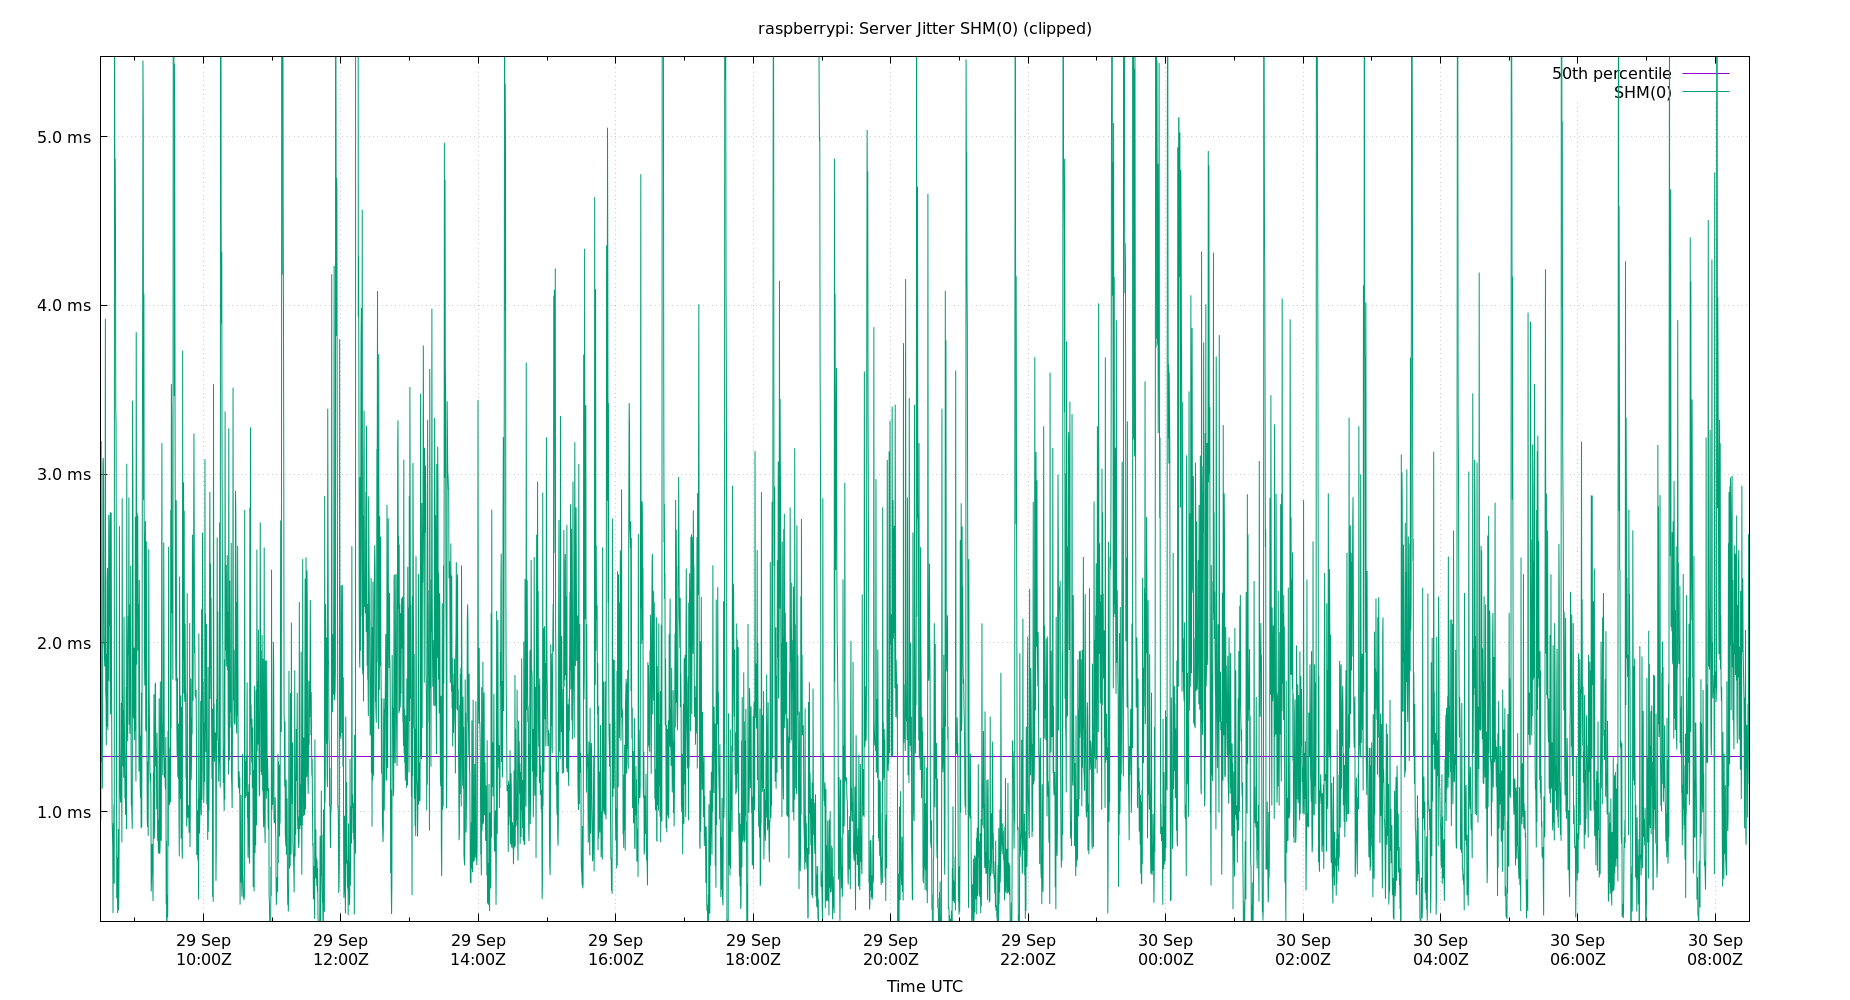 raspberrypi: Server Jitter SHM(0) (clipped)
50th percentile
SHM(0)
5.0 ms
4.0 ms
3.0 ms
2.0 ms
1.0 ms
29 Sep 29 Sep 29 Sep 29 Sep 29 Sep 29 Sep 29 Sep 30 Sep 30 Sep 30 Sep 30 Sep 30 Sep
10:00Z 12:00Z 14:00Z 16:00Z 18:00Z 20:00Z 22:00Z 00:00Z 02:00Z 04:00Z 06:00Z 08:00Z
Time UTC